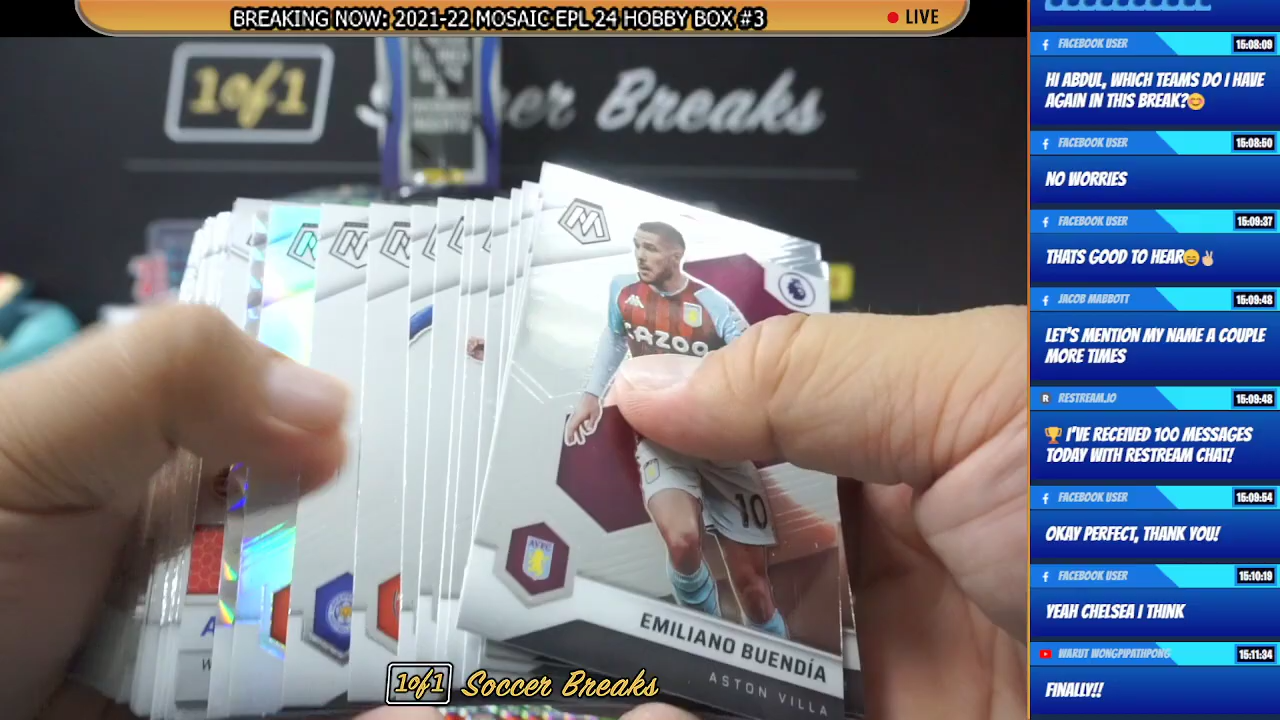 BREAKING NOW: 2021-22 MOSAIC EPL 24 HOBBY BOX #3
LIVE
1of1 Soccer Breaks
CAZOO
10
AVFC
EMILIANO BUENDÍA
ASTON VILLA
1of1 Soccer Breaks
FACEBOOK USER 15:08:09
HI ABDUL, WHICH TEAMS DO I HAVE
AGAIN IN THIS BREAK?😊
FACEBOOK USER 15:08:50
NO WORRIES
FACEBOOK USER 15:09:37
THATS GOOD TO HEAR😄✌🏻
JACOB MABBOTT 15:09:48
LET'S MENTION MY NAME A COUPLE
MORE TIMES
RESTREAM.IO 15:09:48
🏆 I'VE RECEIVED 100 MESSAGES
TODAY WITH RESTREAM CHAT!
FACEBOOK USER 15:09:54
OKAY PERFECT, THANK YOU!
FACEBOOK USER 15:10:19
YEAH CHELSEA I THINK
WARUT WONGPIPATHPONG 15:11:34
FINALLY!!